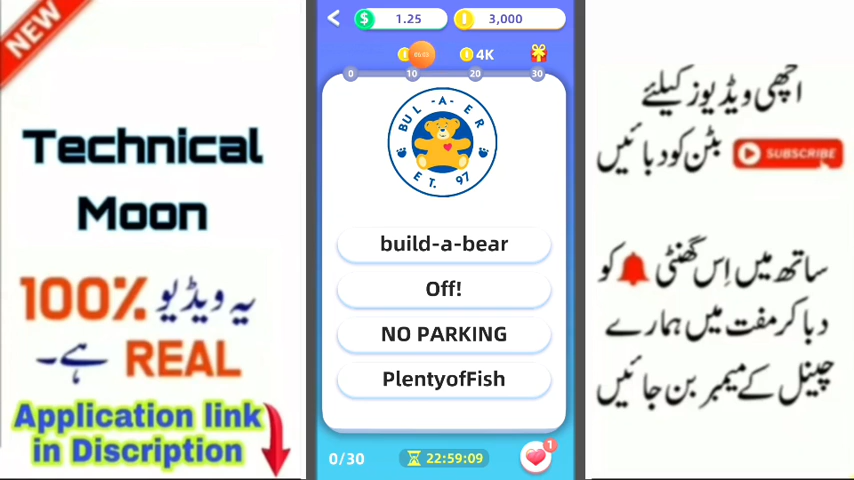 NEW
Technical
Moon
100% یہ ویڈیو
REAL ہے۔
Application link
in Discription
1.25
3,000
4K
0 10 20 30
BUL -A- ER
ET. 97
build-a-bear
Off!
NO PARKING
PlentyofFish
0/30
22:59:09
1
اچھی ویڈیوز کیلئے
بٹن کو دبائیں SUBSCRIBE
ساتھ میں اِس گھنٹی کو
دبا کر مفت میں ہمارے
چینل کے میمبر بن جائیں